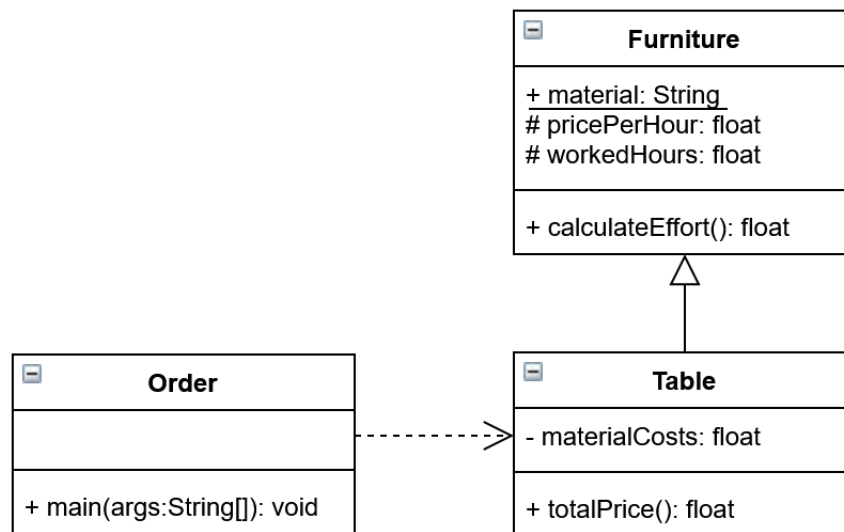 Furniture
+ material: String
# pricePerHour: float
# workedHours: float
+ calculateEffort(): float
Order
+ main(args:String[]): void
Table
- materialCosts: float
+ totalPrice(): float